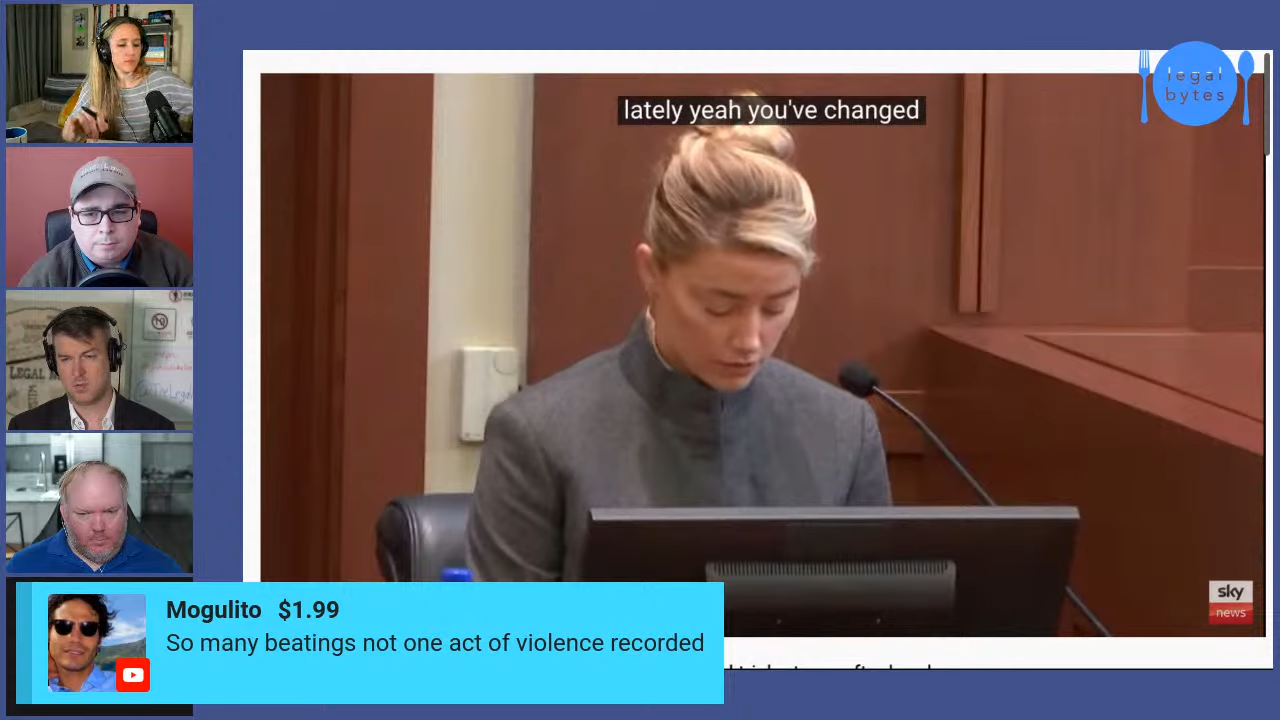 lately yeah you've changed
legal
bytes
sky
news
Mogulito $1.99
So many beatings not one act of violence recorded